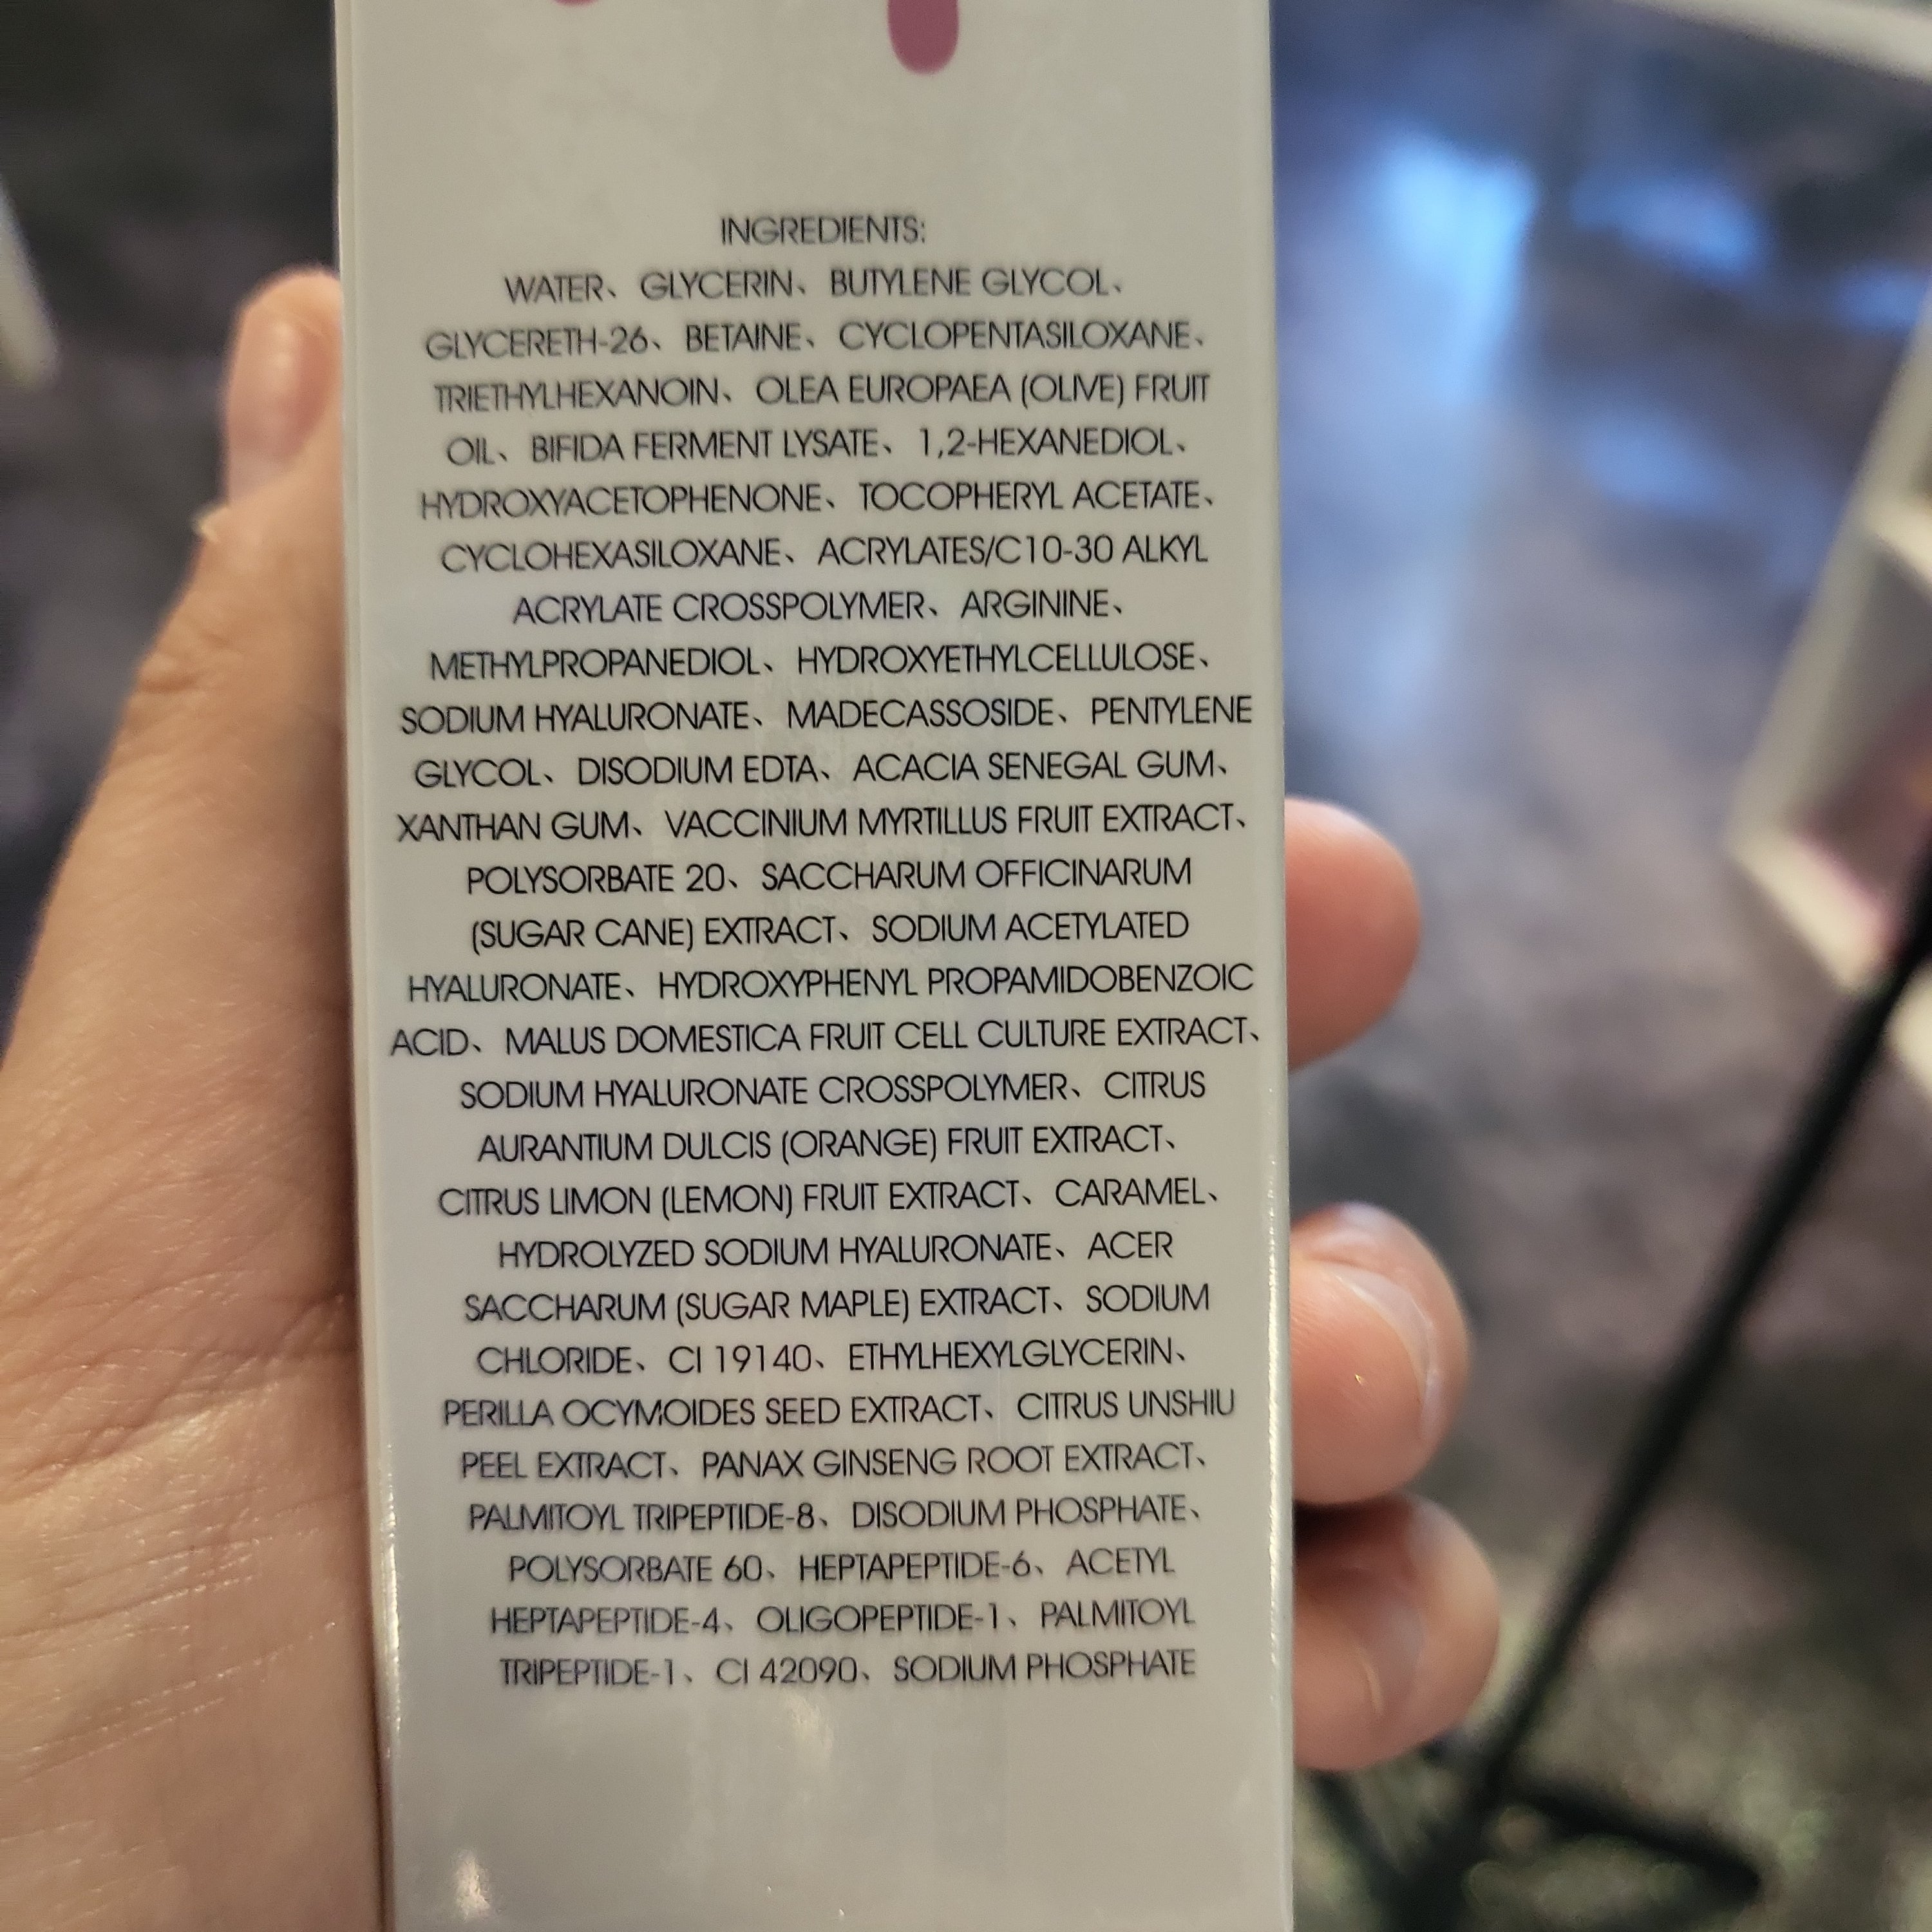 INGREDIENTS:
WATER、GLYCERIN、BUTYLENE GLYCOL、
GLYCERETH-26、BETAINE、CYCLOPENTASILOXANE、
TRIETHYLHEXANOIN、OLEA EUROPAEA (OLIVE) FRUIT
OIL、BIFIDA FERMENT LYSATE、1,2-HEXANEDIOL、
HYDROXYACETOPHENONE、TOCOPHERYL ACETATE、
CYCLOHEXASILOXANE、ACRYLATES/C10-30 ALKYL
ACRYLATE CROSSPOLYMER、ARGININE、
METHYLPROPANEDIOL、HYDROXYETHYLCELLULOSE、
SODIUM HYALURONATE、MADECASSOSIDE、PENTYLENE
GLYCOL、DISODIUM EDTA、ACACIA SENEGAL GUM、
XANTHAN GUM、VACCINIUM MYRTILLUS FRUIT EXTRACT、
POLYSORBATE 20、SACCHARUM OFFICINARUM
(SUGAR CANE) EXTRACT、SODIUM ACETYLATED
HYALURONATE、HYDROXYPHENYL PROPAMIDOBENZOIC
ACID、MALUS DOMESTICA FRUIT CELL CULTURE EXTRACT、
SODIUM HYALURONATE CROSSPOLYMER、CITRUS
AURANTIUM DULCIS (ORANGE) FRUIT EXTRACT、
CITRUS LIMON (LEMON) FRUIT EXTRACT、CARAMEL、
HYDROLYZED SODIUM HYALURONATE、ACER
SACCHARUM (SUGAR MAPLE) EXTRACT、SODIUM
CHLORIDE、CI 19140、ETHYLHEXYLGLYCERIN、
PERILLA OCYMOIDES SEED EXTRACT、CITRUS UNSHIU
PEEL EXTRACT、PANAX GINSENG ROOT EXTRACT、
PALMITOYL TRIPEPTIDE-8、DISODIUM PHOSPHATE、
POLYSORBATE 60、HEPTAPEPTIDE-6、ACETYL
HEPTAPEPTIDE-4、OLIGOPEPTIDE-1、PALMITOYL
TRIPEPTIDE-1、CI 42090、SODIUM PHOSPHATE